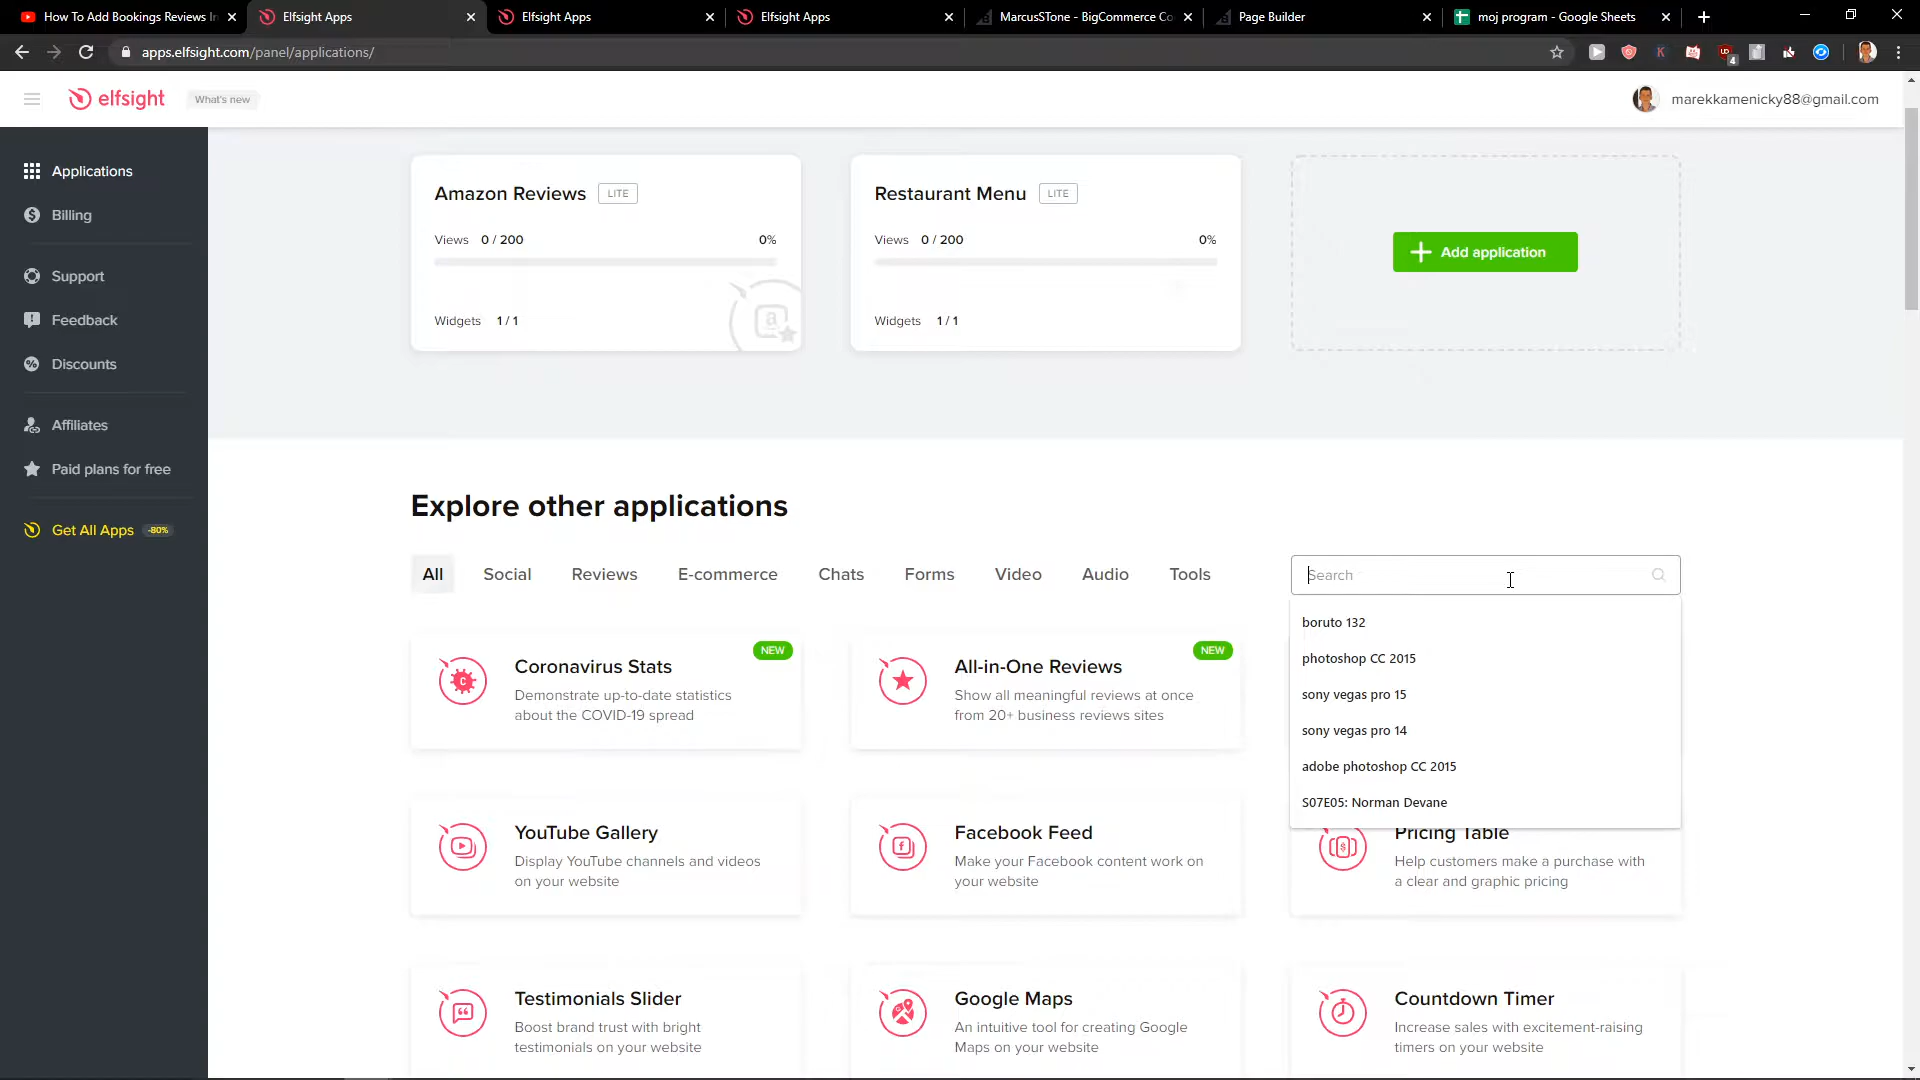 How To Add Bookings Reviews In
Elfsight Apps
Elfsight Apps
Elfsight Apps
MarcusSTone - BigCommerce Co
Page Builder
moj program - Google Sheets
apps.elfsight.com/panel/applications/
4
elfsight
What's new
marekkamenicky88@gmail.com
Applications
Billing
Support
Feedback
Discounts
Affiliates
Paid plans for free
Get All Apps -80%
Amazon Reviews LITE
Views 0 / 200 0%
Widgets 1 / 1
Restaurant Menu LITE
Views 0 / 200 0%
Widgets 1 / 1
Add application
Explore other applications
All Social Reviews E-commerce Chats Forms Video Audio Tools
Search
boruto 132
photoshop CC 2015
sony vegas pro 15
sony vegas pro 14
adobe photoshop CC 2015
S07E05: Norman Devane
NEW
Coronavirus Stats
Demonstrate up-to-date statistics
about the COVID-19 spread
NEW
All-in-One Reviews
Show all meaningful reviews at once
from 20+ business reviews sites
YouTube Gallery
Display YouTube channels and videos
on your website
Facebook Feed
Make your Facebook content work on
your website
Pricing Table
Help customers make a purchase with
a clear and graphic pricing
Testimonials Slider
Boost brand trust with bright
testimonials on your website
Google Maps
An intuitive tool for creating Google
Maps on your website
Countdown Timer
Increase sales with excitement-raising
timers on your website